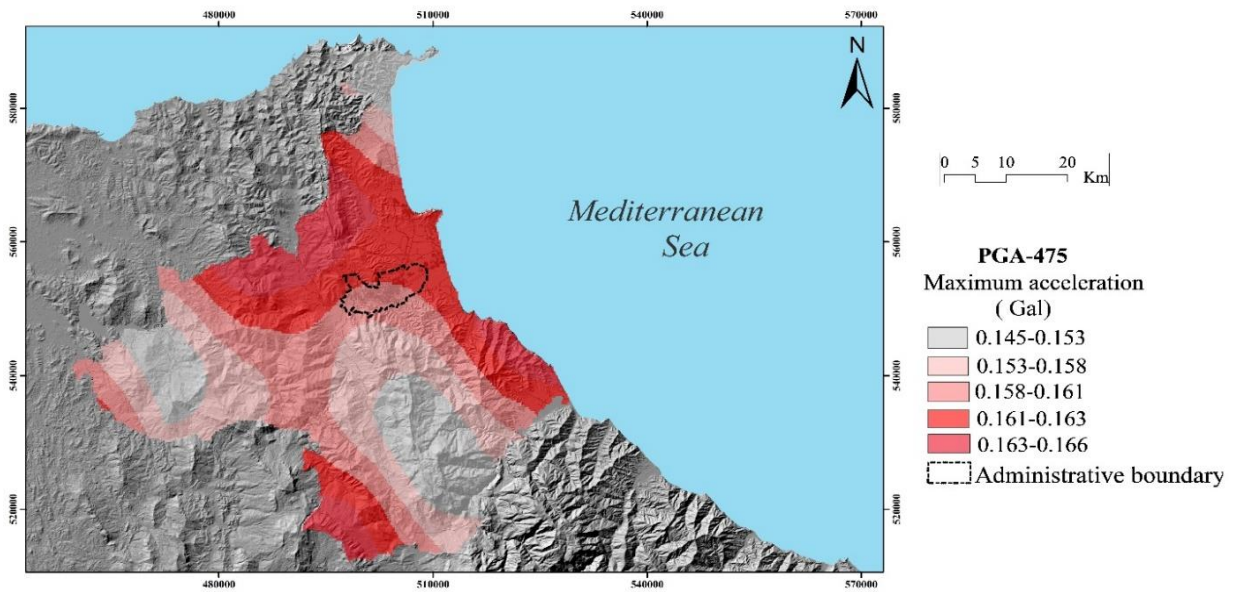 480000 510000 540000 570000
N
580000 580000
0 5 10 20
Km
Mediterranean
Sea
560000 560000
PGA-475
Maximum acceleration
( Gal)
0.145-0.153
0.153-0.158
0.158-0.161
0.161-0.163
0.163-0.166
Administrative boundary
540000 540000
520000 520000
480000 510000 540000 570000